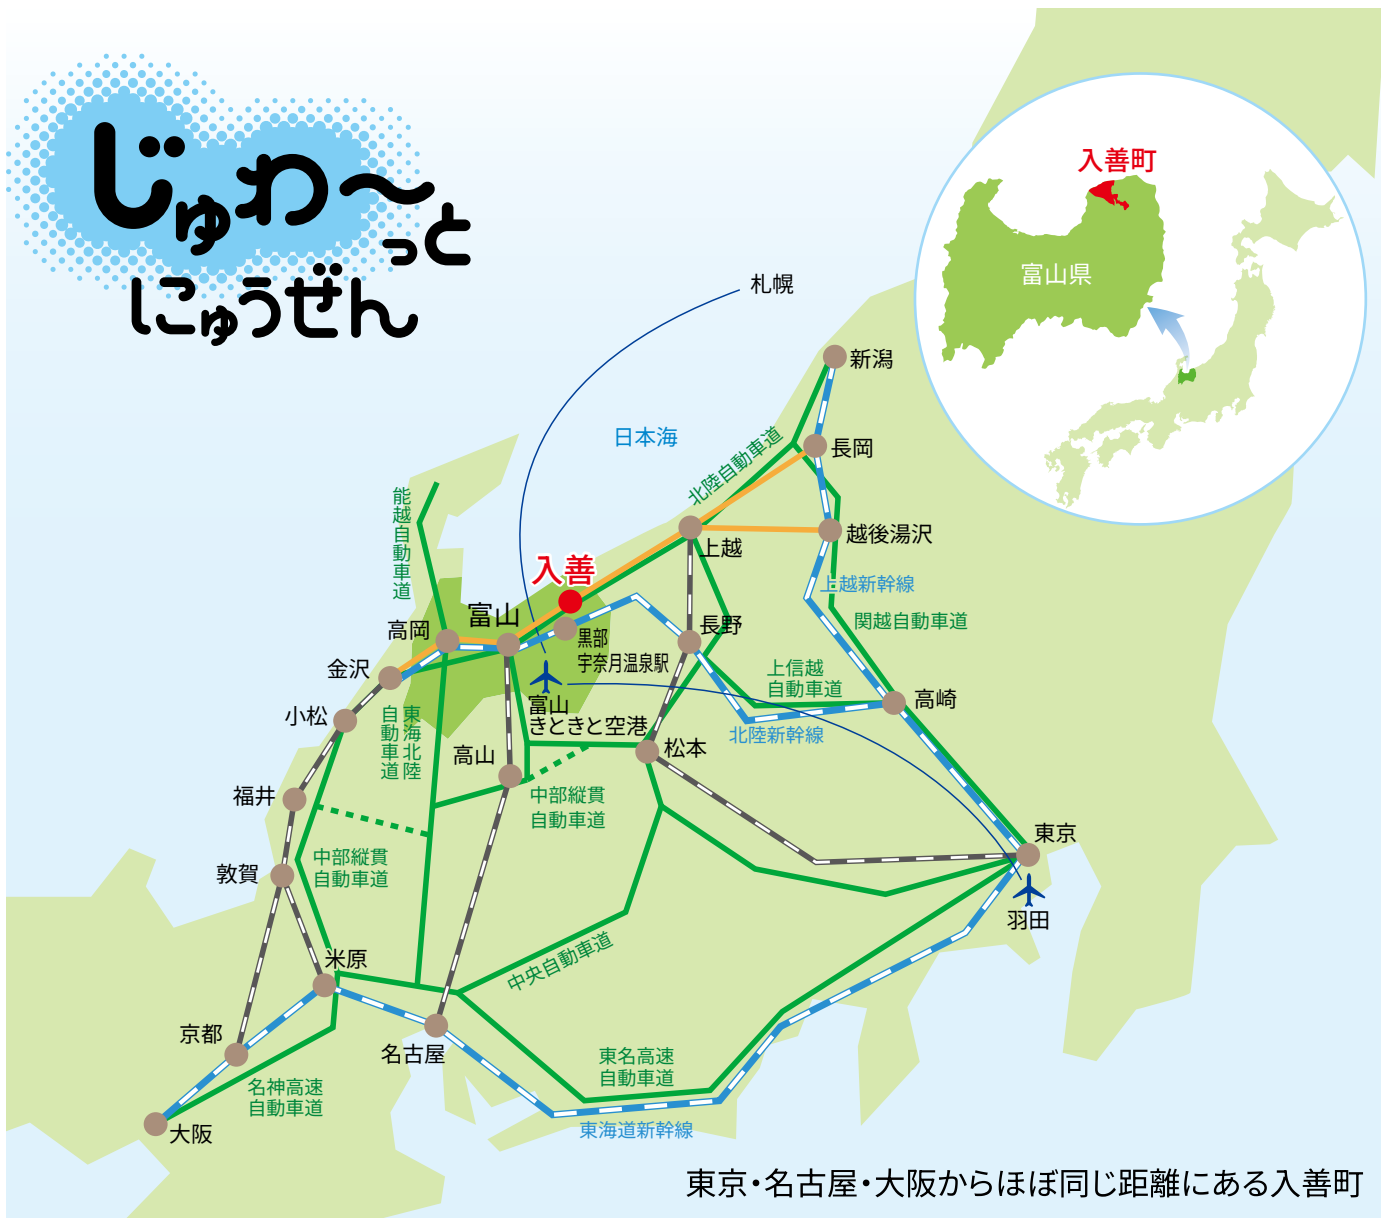 じゅわ～っと
にゅうぜん
入善町
富山県
札幌
日本海
新潟
長岡
北陸自動車道
越後湯沢
上越
上越新幹線
関越自動車道
能越自動車道
入善
富山
高岡
黒部
宇奈月温泉駅
長野
金沢
上信越
自動車道
高崎
小松
東海北陸
自動車道
富山
きときと空港
北陸新幹線
高山
松本
福井
中部縦貫
自動車道
東京
中部縦貫
自動車道
敦賀
羽田
米原
中央自動車道
京都
名古屋
東名高速
自動車道
名神高速
自動車道
大阪
東海道新幹線
東京・名古屋・大阪からほぼ同じ距離にある入善町